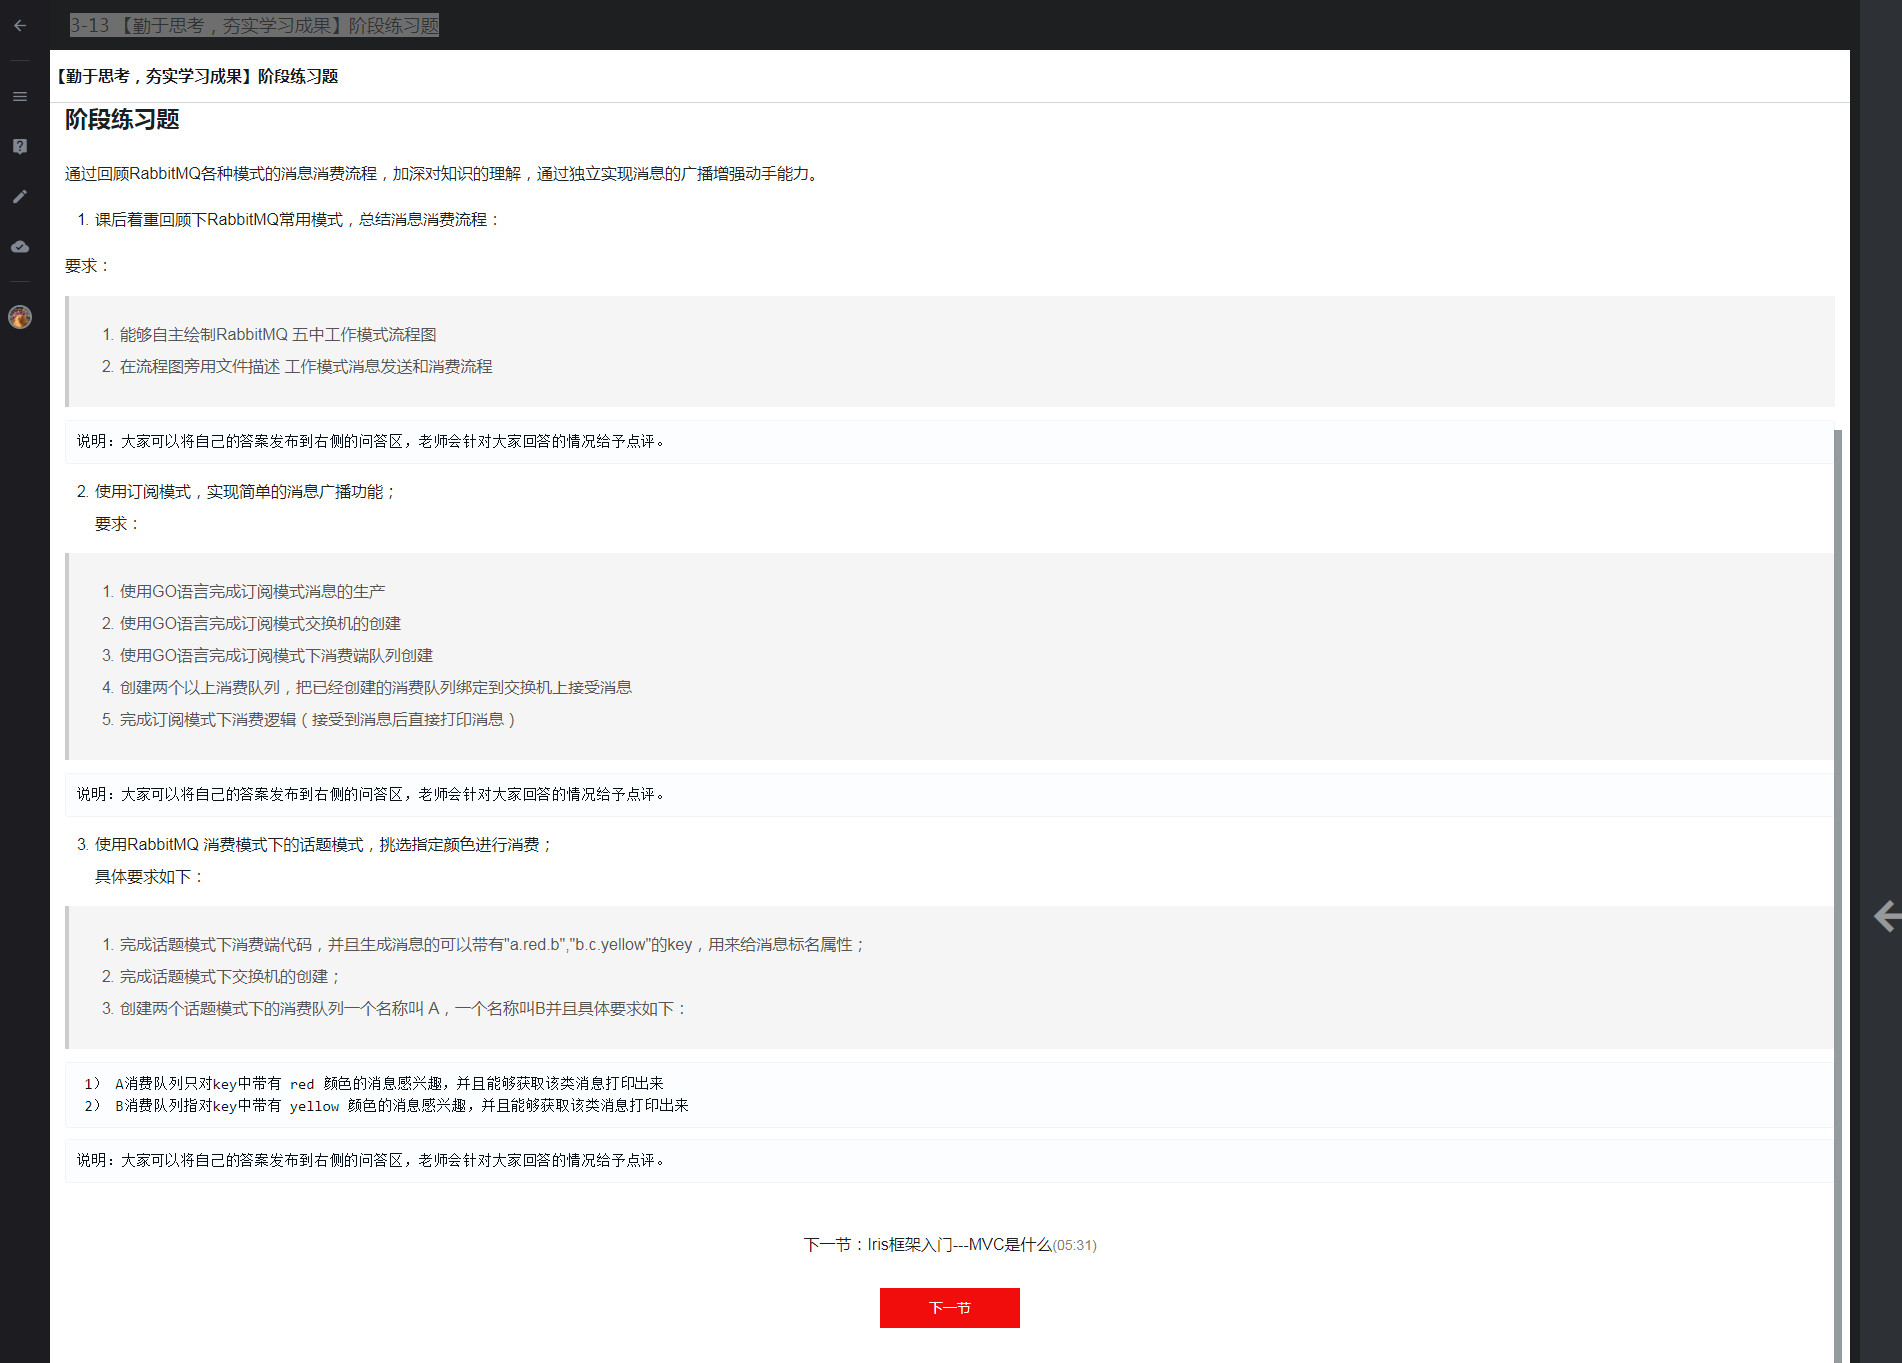 3-13 【勤于思考，夯实学习成果】阶段练习题
【勤于思考，夯实学习成果】阶段练习题
阶段练习题
通过回顾RabbitMQ各种模式的消息消费流程，加深对知识的理解，通过独立实现消息的广播增强动手能力。
1. 课后着重回顾下RabbitMQ常用模式，总结消息消费流程：
要求：
1. 能够自主绘制RabbitMQ 五中工作模式流程图
2. 在流程图旁用文件描述 工作模式消息发送和消费流程
说明：大家可以将自己的答案发布到右侧的问答区，老师会针对大家回答的情况给予点评。
2. 使用订阅模式，实现简单的消息广播功能；
要求：
1. 使用GO语言完成订阅模式消息的生产
2. 使用GO语言完成订阅模式交换机的创建
3. 使用GO语言完成订阅模式下消费端队列创建
4. 创建两个以上消费队列，把已经创建的消费队列绑定到交换机上接受消息
5. 完成订阅模式下消费逻辑（接受到消息后直接打印消息）
说明：大家可以将自己的答案发布到右侧的问答区，老师会针对大家回答的情况给予点评。
3. 使用RabbitMQ 消费模式下的话题模式，挑选指定颜色进行消费；
具体要求如下：
1. 完成话题模式下消费端代码，并且生成消息的可以带有"a.red.b","b.c.yellow"的key，用来给消息标名属性；
2. 完成话题模式下交换机的创建；
3. 创建两个话题模式下的消费队列一个名称叫 A，一个名称叫B并且具体要求如下：
1） A消费队列只对key中带有 red 颜色的消息感兴趣，并且能够获取该类消息打印出来
2） B消费队列指对key中带有 yellow 颜色的消息感兴趣，并且能够获取该类消息打印出来
说明：大家可以将自己的答案发布到右侧的问答区，老师会针对大家回答的情况给予点评。
下一节：Iris框架入门---MVC是什么(05:31)
下一节